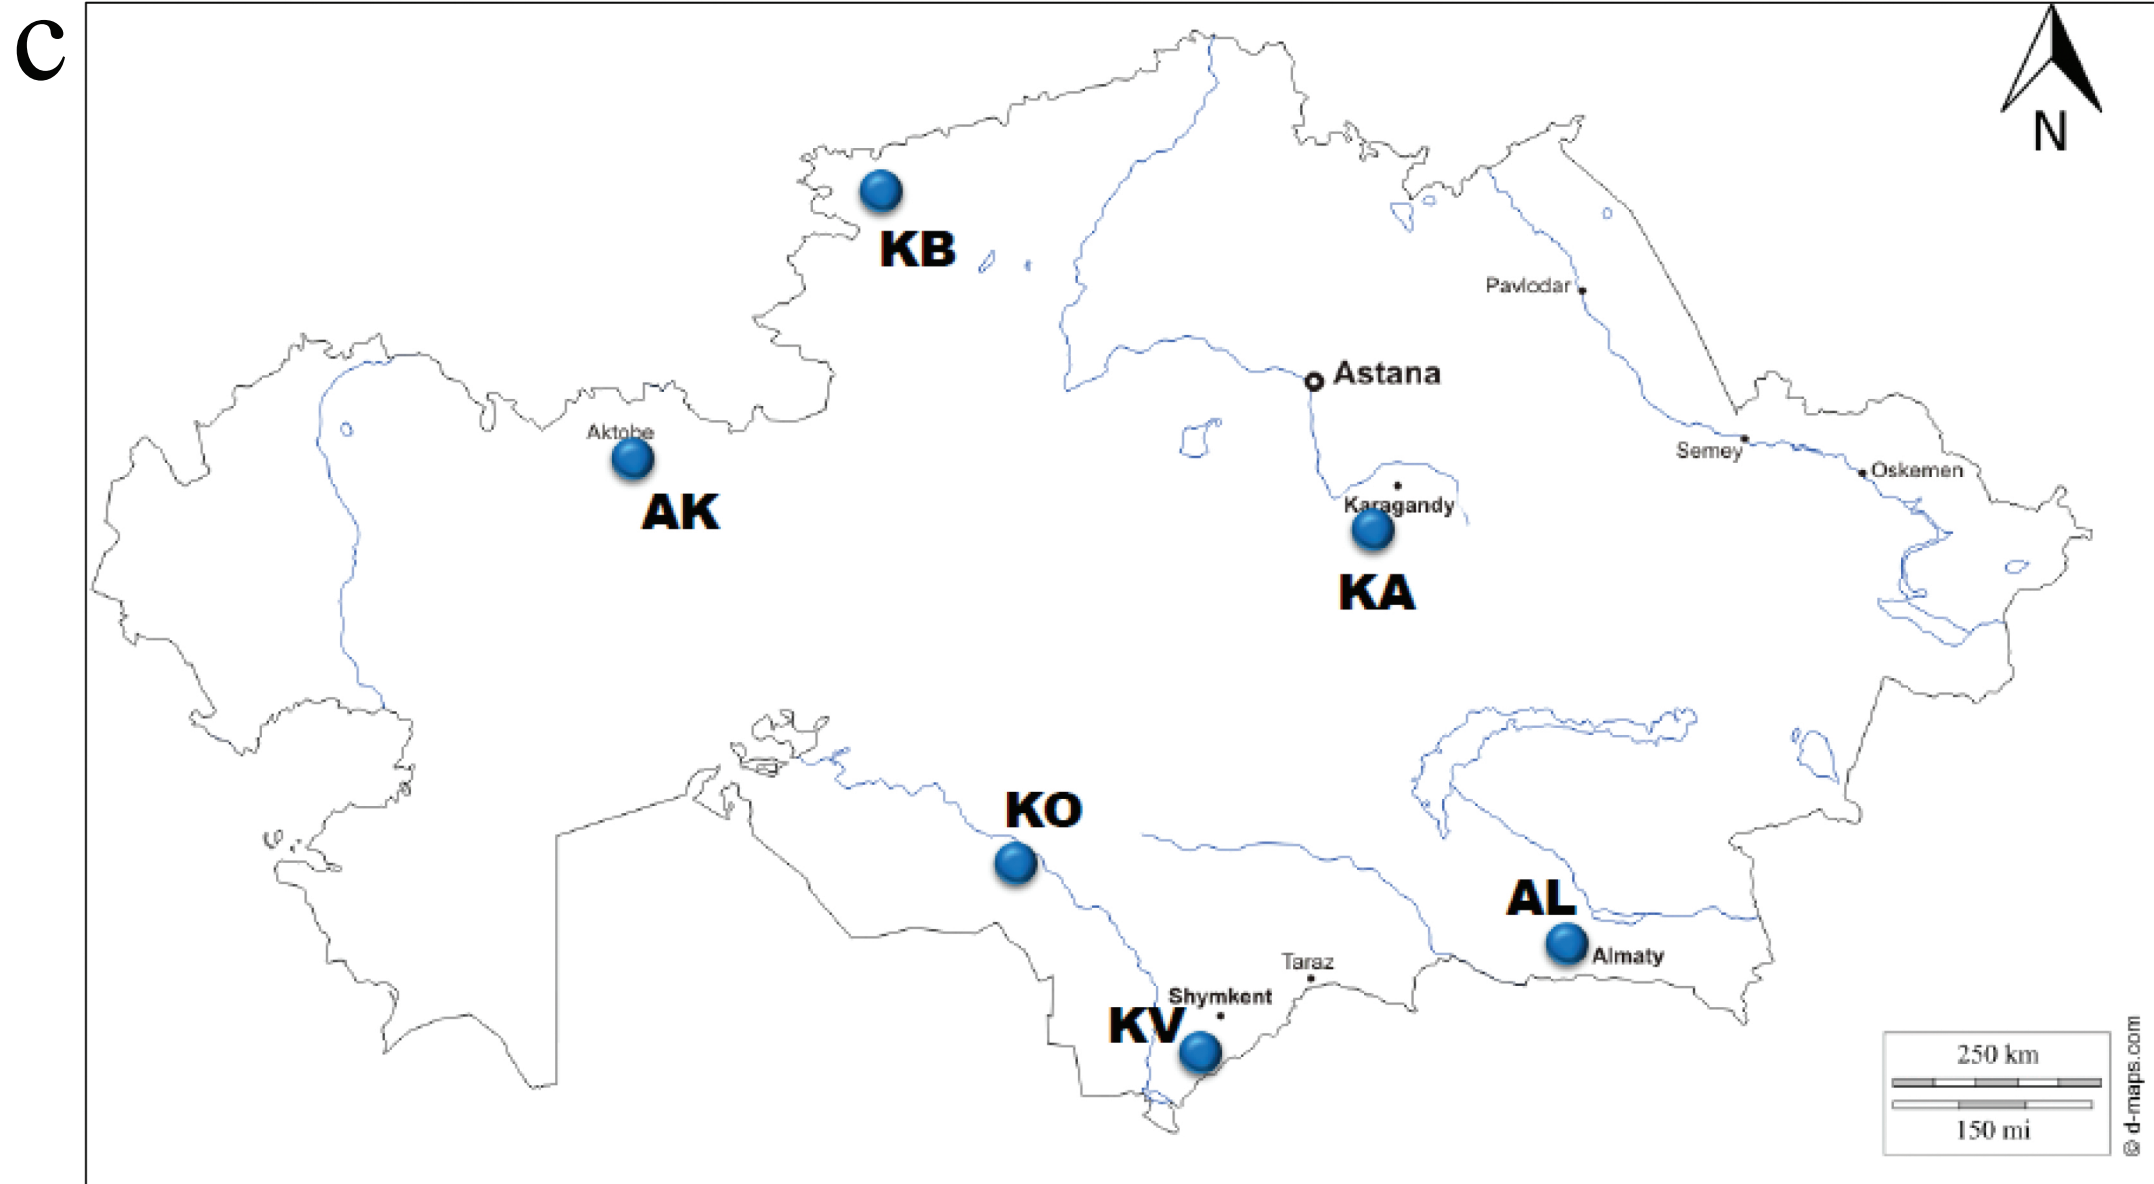 C
N
KB
Pavlodar
Astana
Aktobe
Semey
Oskemen
AK
Karagandy
KA
KO
AL
Almaty
Taraz
Shymkent
KV
250 km
150 mi
© d-maps.com